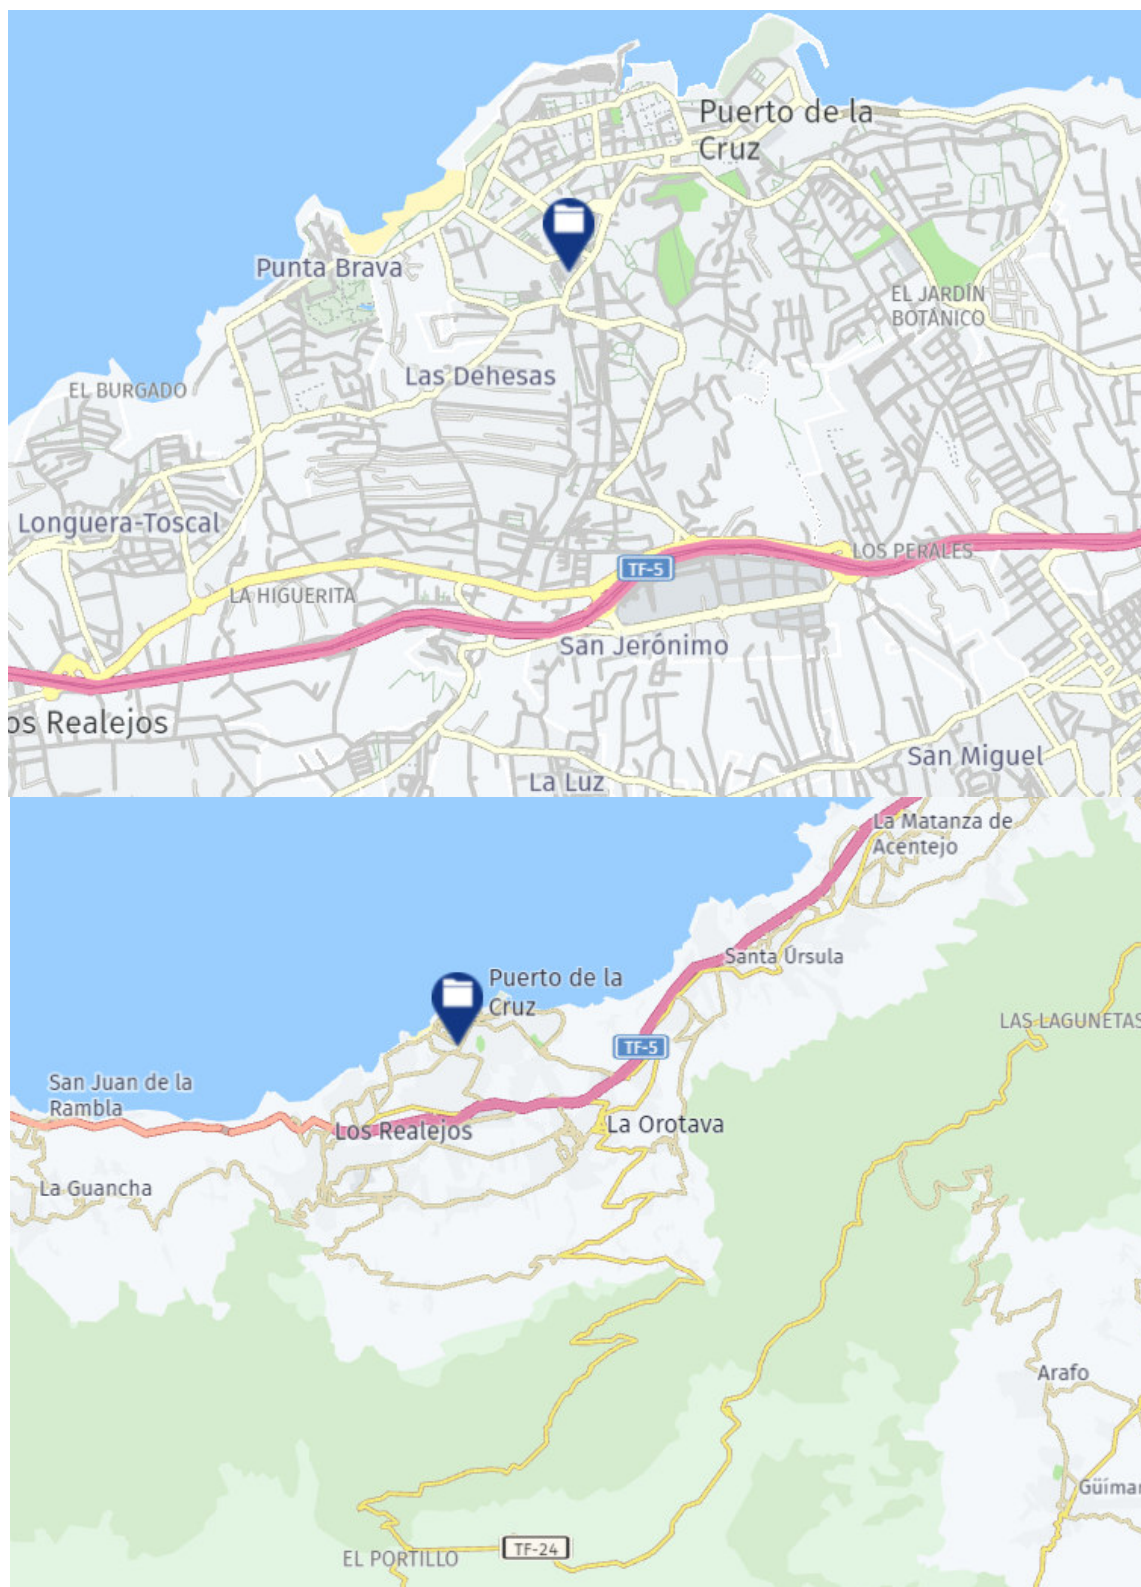 Puerto de la
Cruz
Punta Brava
EL JARDÍN
BOTÁNICO
Las Dehesas
EL BURGADO
Longuera-Toscal
LOS PERALES
TF-5
LA HIGUERITA
San Jerónimo
os Realejos
San Miguel
La Luz
La Matanza de
Acentejo
Santa Úrsula
Puerto de la
Cruz
LAS LAGUNETAS
TF-5
San Juan de la
Rambla
La Orotava
Los Realejos
La Guancha
Arafo
Güímar
TF-24
EL PORTILLO